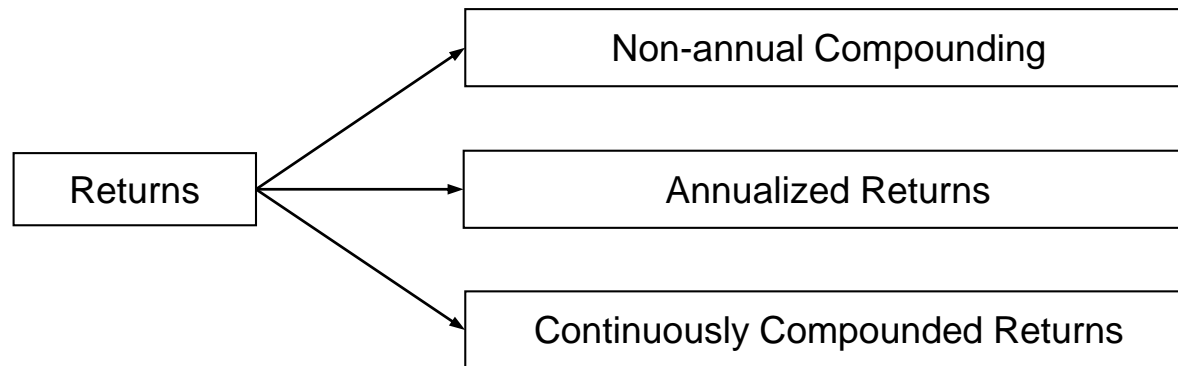 Non-annual Compounding
Returns
Annualized Returns
Continuously Compounded Returns